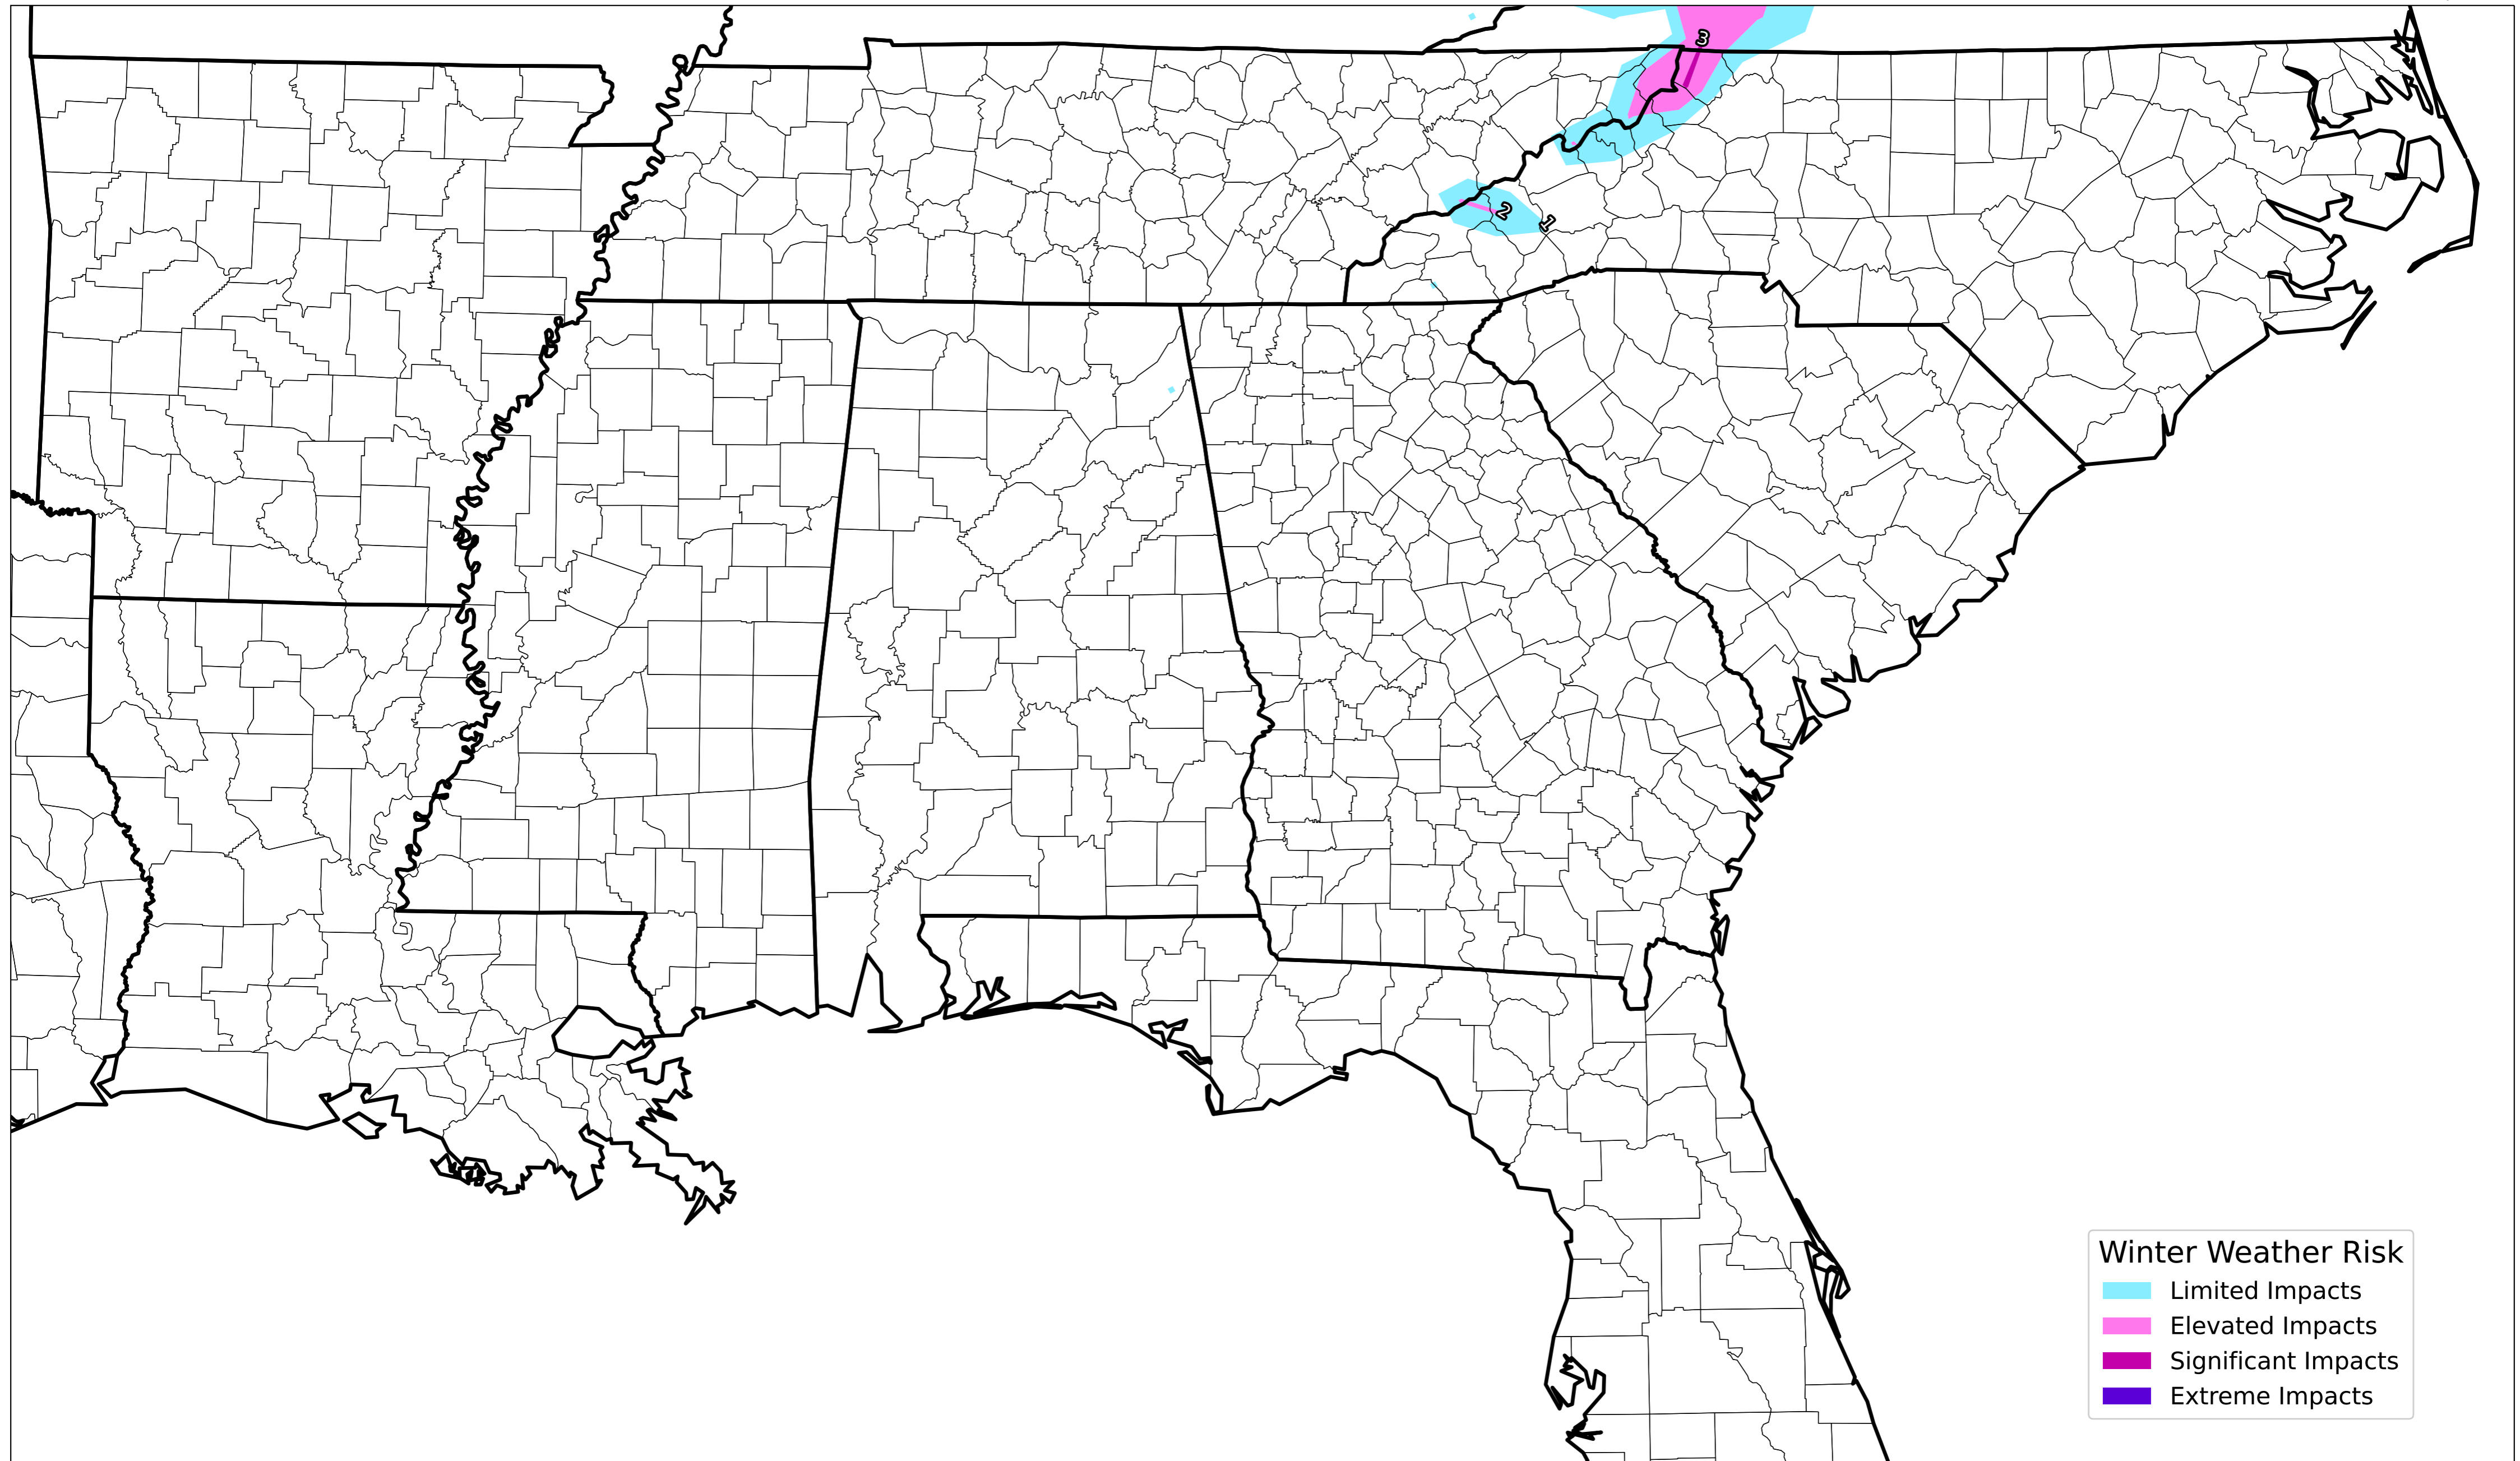 3
2
1
Winter Weather Risk
Limited Impacts
Elevated Impacts
Significant Impacts
Extreme Impacts